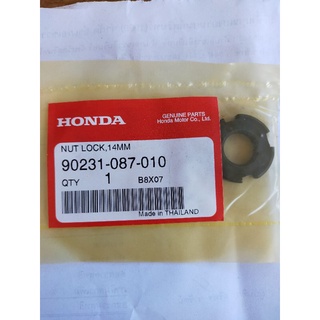 HONDA
GENUINE PARTS
Honda Motor Co., Ltd.
NUT LOCK,14MM
90231-087-010
QTY 1 B8X07
Made in THAILAND